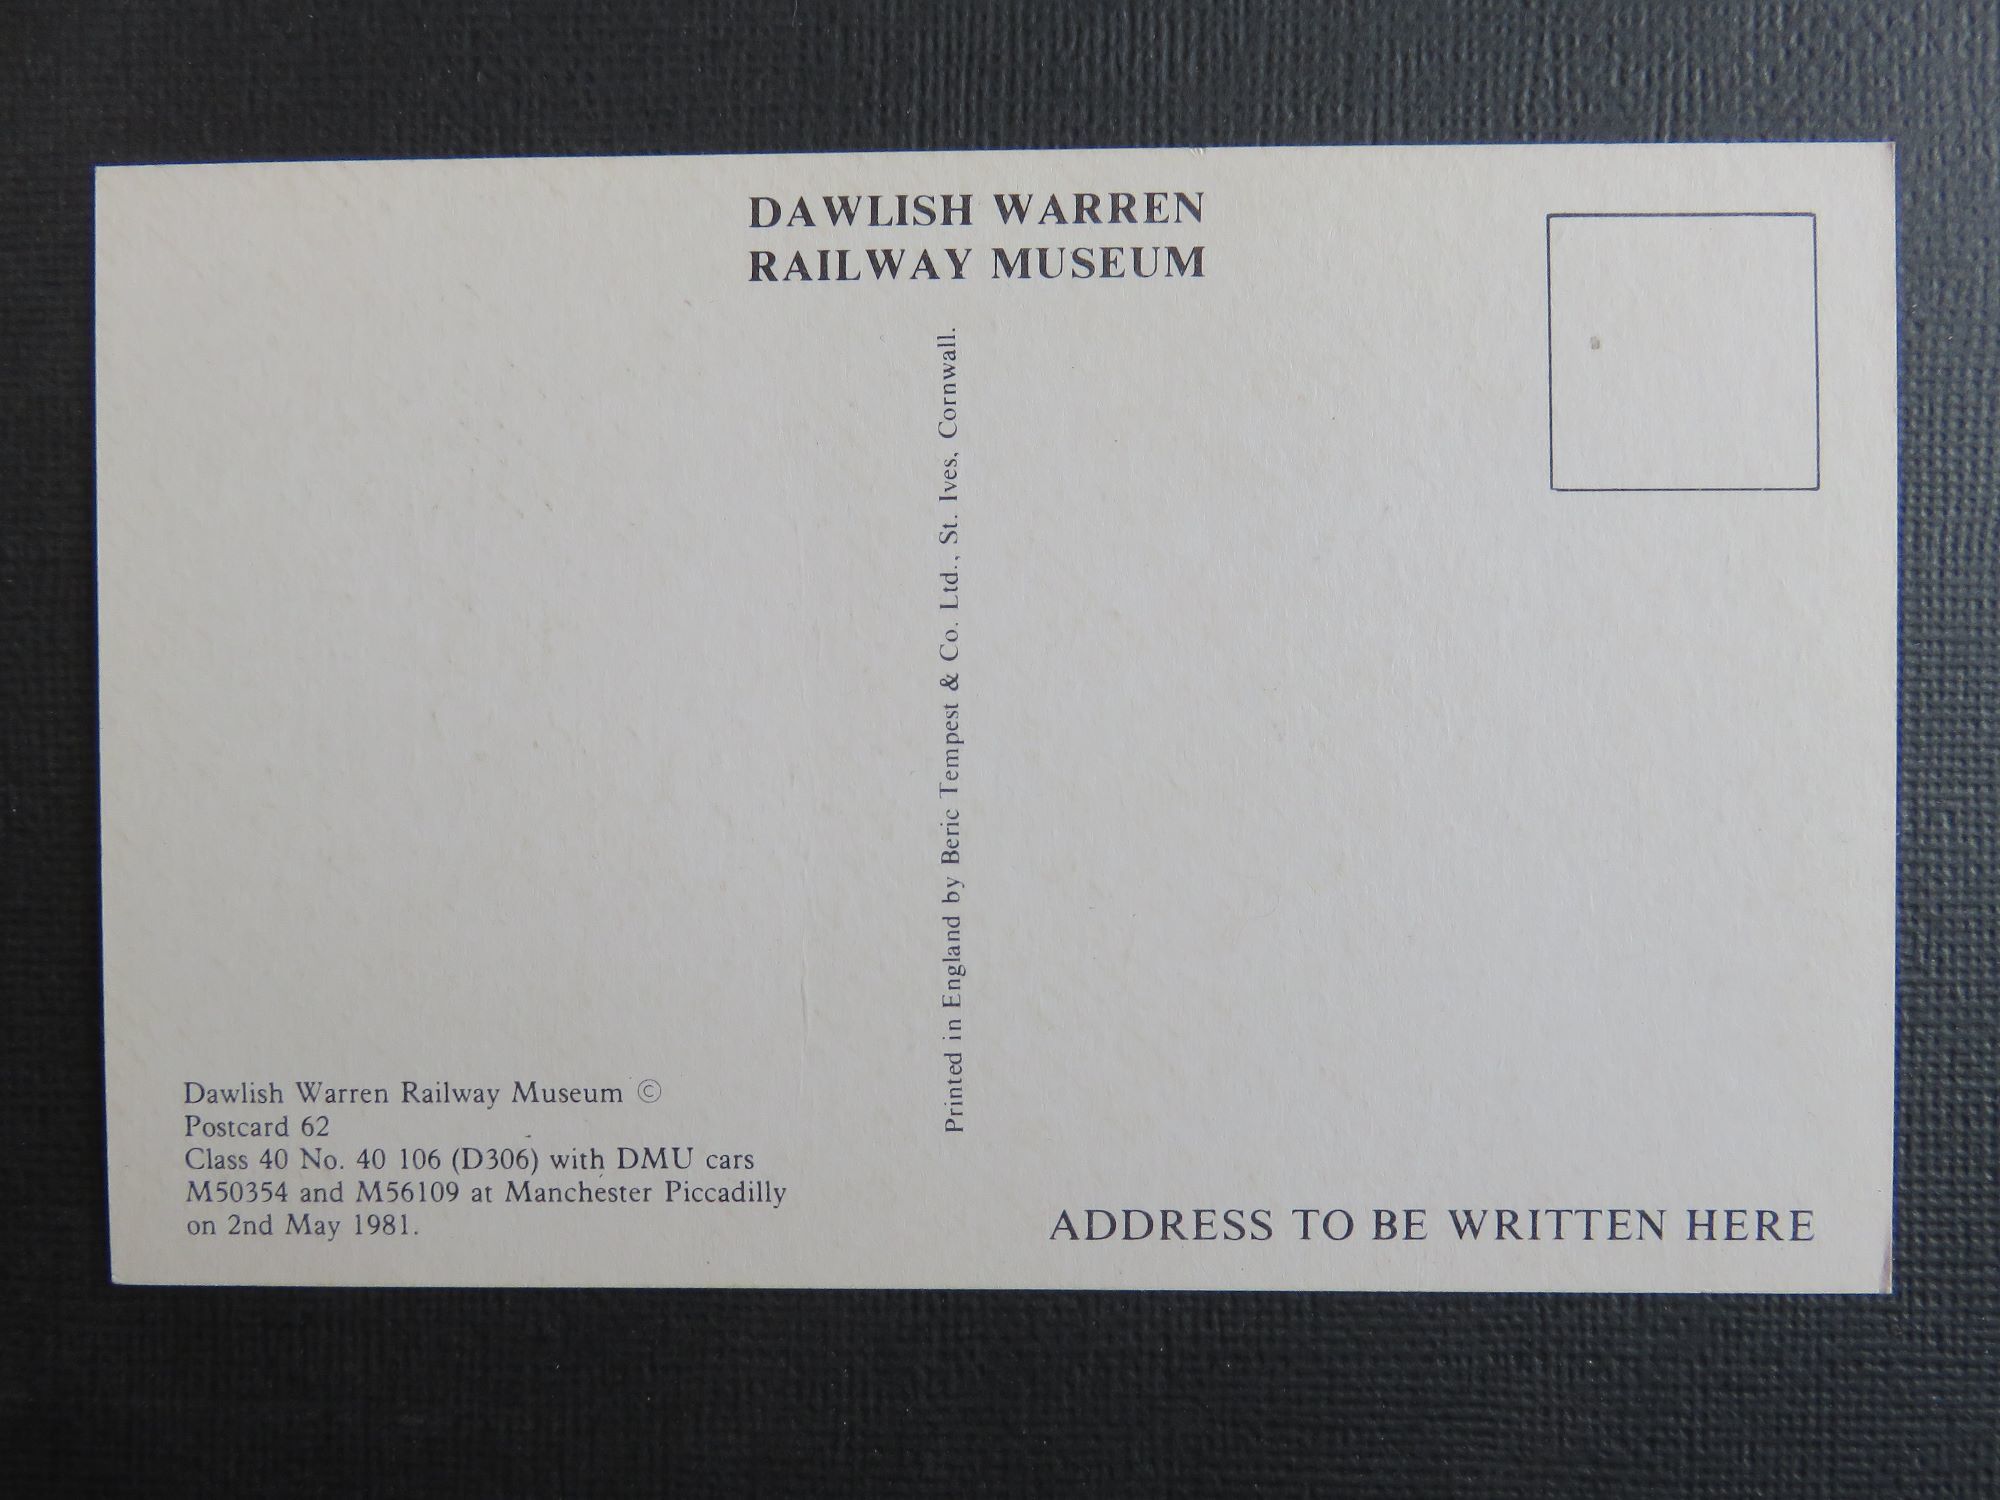 DAWLISH WARREN
RAILWAY MUSEUM
Printed in England by Beric Tempest & Co. Ltd., St. Ives, Cornwall.
Dawlish Warren Railway Museum ©
Postcard 62
Class 40 No. 40 106 (D306) with DMU cars
M50354 and M56109 at Manchester Piccadilly
on 2nd May 1981.
ADDRESS TO BE WRITTEN HERE